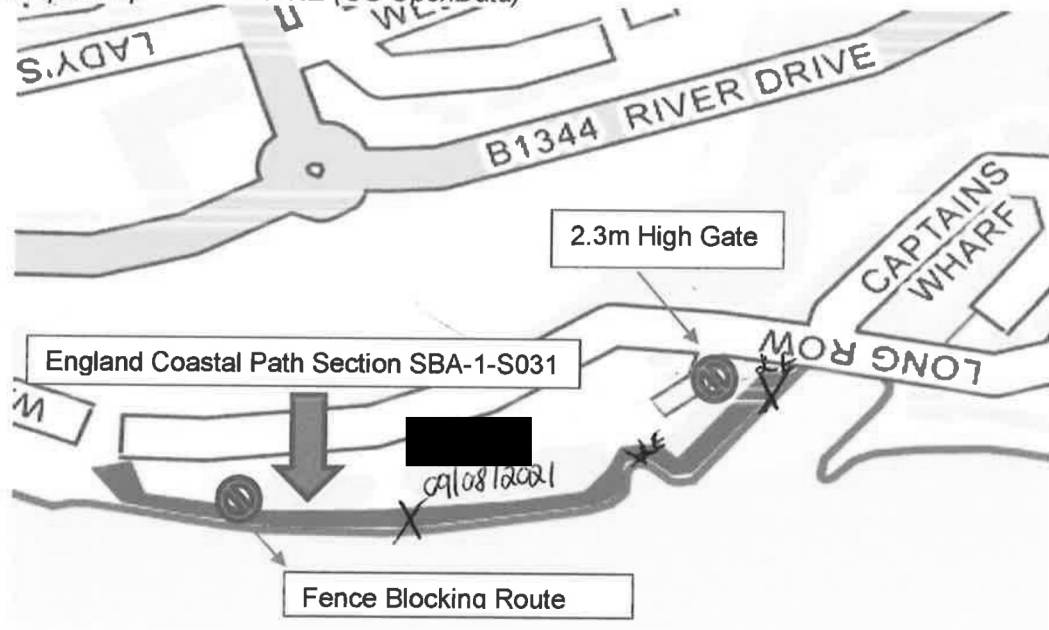 LADY'S
B1344 RIVER DRIVE
2.3m High Gate
CAPTAINS
WHARF
England Coastal Path Section SBA-1-S031
LONG ROW
09/08/2021
Fence Blocking Route